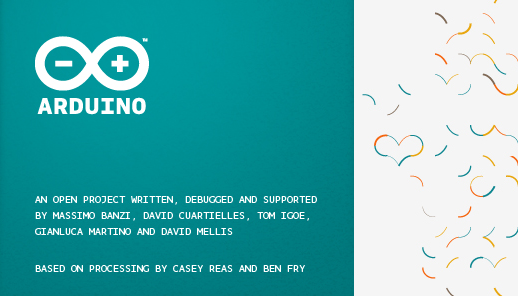 ™
ARDUINO
AN OPEN PROJECT WRITTEN, DEBUGGED AND SUPPORTED
BY MASSIMO BANZI, DAVID CUARTIELLES, TOM IGOE,
GIANLUCA MARTINO AND DAVID MELLIS
BASED ON PROCESSING BY CASEY REAS AND BEN FRY